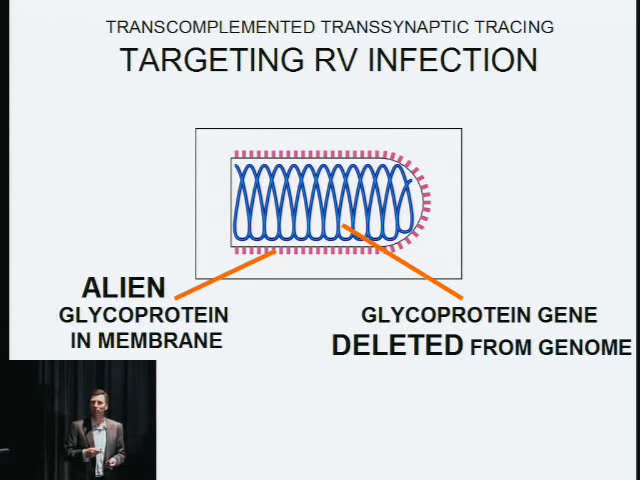 TRANSCOMPLEMENTED TRANSSYNAPTIC TRACING
TARGETING RV INFECTION
ALIEN
GLYCOPROTEIN
IN MEMBRANE
GLYCOPROTEIN GENE
DELETED FROM GENOME